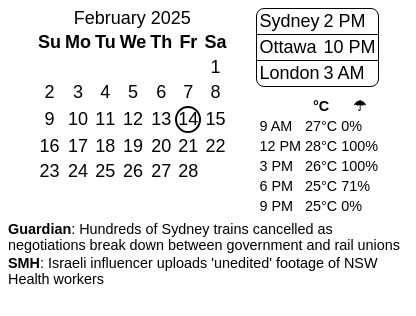 February 2025
Su Mo Tu We Th Fr Sa
1
2 3 4 5 6 7 8
9 10 11 12 13 14 15
16 17 18 19 20 21 22
23 24 25 26 27 28
Sydney 2 PM
Ottawa 10 PM
London 3 AM
°C ☂
9 AM 27°C 0%
12 PM 28°C 100%
3 PM 26°C 100%
6 PM 25°C 71%
9 PM 25°C 0%
Guardian: Hundreds of Sydney trains cancelled as
negotiations break down between government and rail unions
SMH: Israeli influencer uploads 'unedited' footage of NSW
Health workers